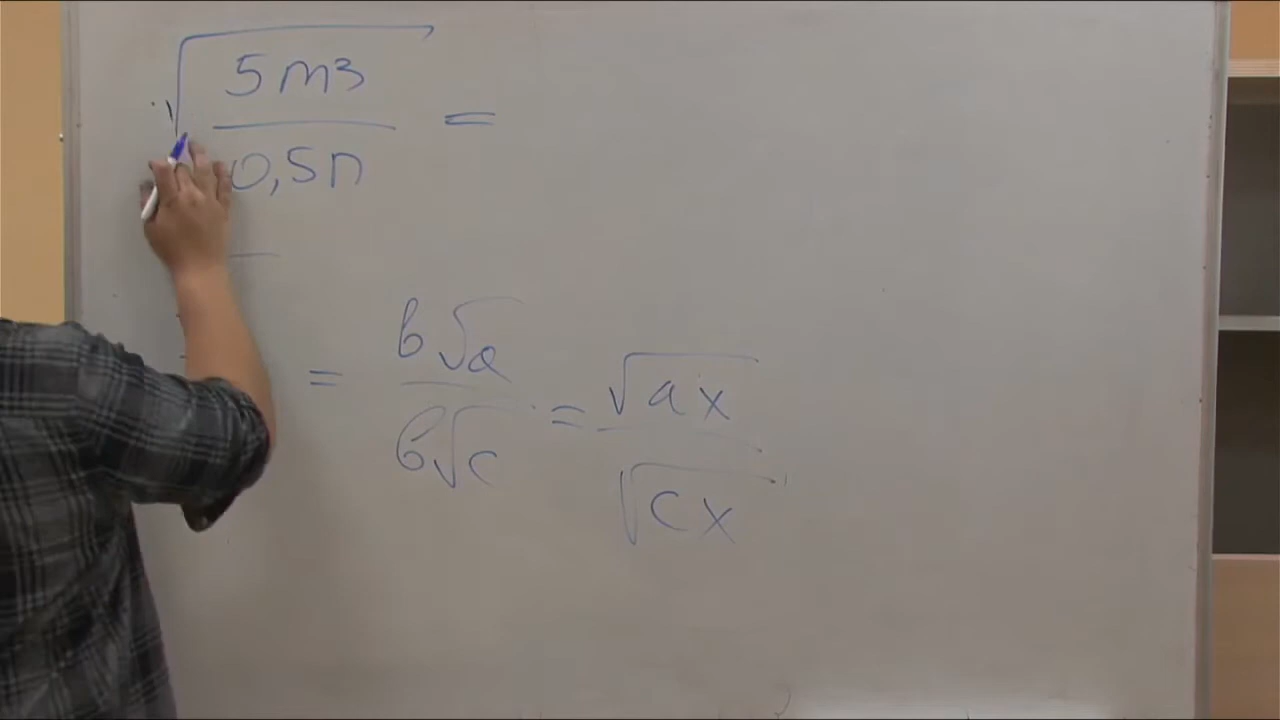 √(5m3 / 0,5n) =
= b√a / b√c = √ax / √cx